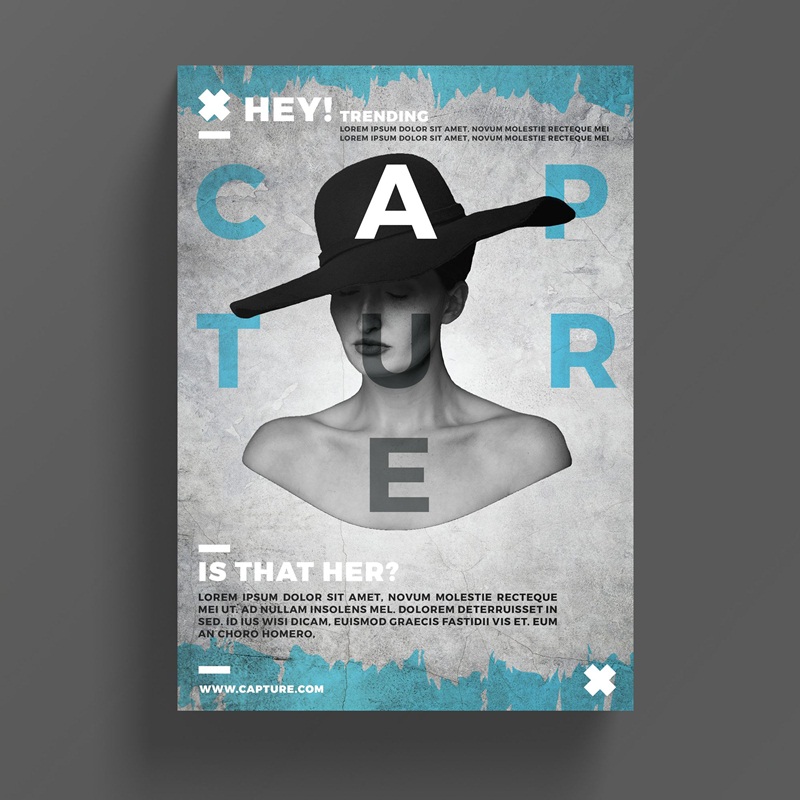 HEY! TRENDING
LOREM IPSUM DOLOR SIT AMET, NOVUM MOLESTIE RECTEQUE MEI
LOREM IPSUM DOLOR SIT AMET, NOVUM MOLESTIE RECTEQUE MEI
C A P
T U R
E
IS THAT HER?
LOREM IPSUM DOLOR SIT AMET, NOVUM MOLESTIE RECTEQUE
MEI UT. AD NULLAM INSOLENS MEL. DOLOREM DETERRUISSET IN
SED. ID IUS WISI DICAM, EUISMOD GRAECIS FASTIDII VIS ET. EUM
AN CHORO HOMERO.
WWW.CAPTURE.COM